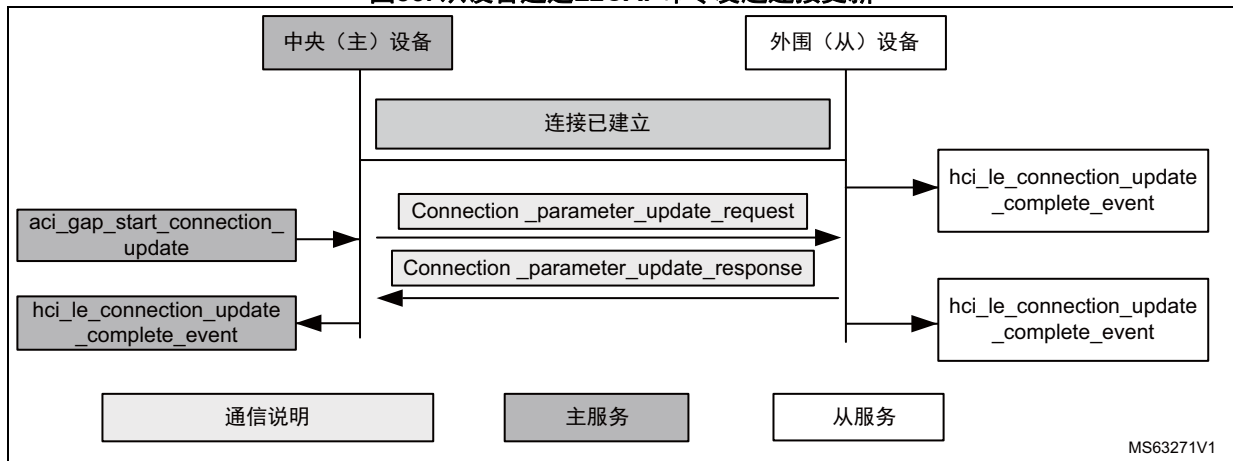 中央（主）设备
外围（从）设备
连接已建立
hci_le_connection_update
_complete_event
Connection _parameter_update_request
aci_gap_start_connection_
update
Connection _parameter_update_response
hci_le_connection_update
_complete_event
hci_le_connection_update
_complete_event
通信说明
主服务
从服务
MS63271V1